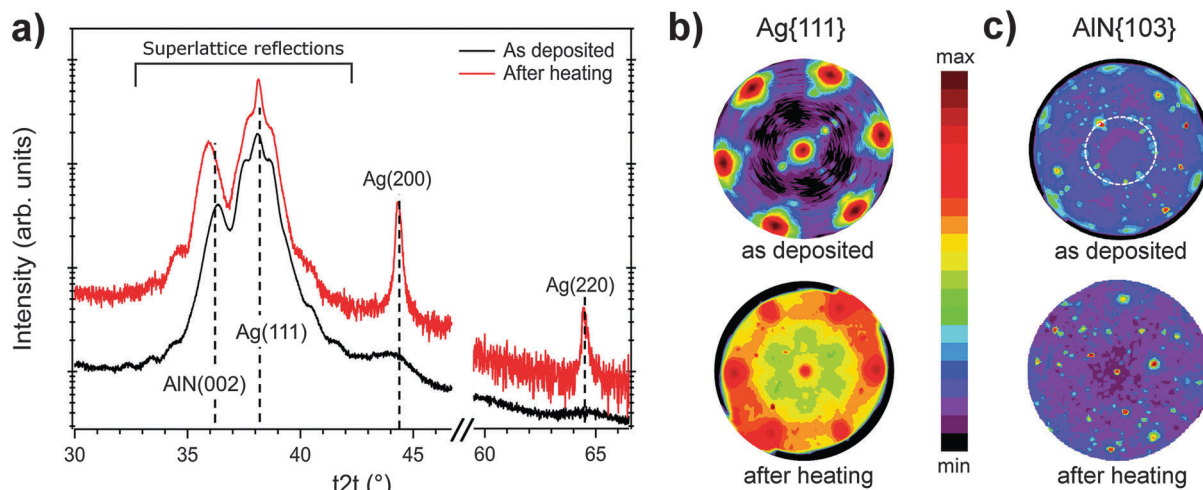 a)
Superlattice reflections
As deposited
After heating
Ag(200)
Ag(220)
Ag(111)
AlN(002)
Intensity (arb. units)
30
35
40
45
60
65
t2t (°)
b)
Ag{111}
as deposited
after heating
max
min
c)
AlN{103}
as deposited
after heating